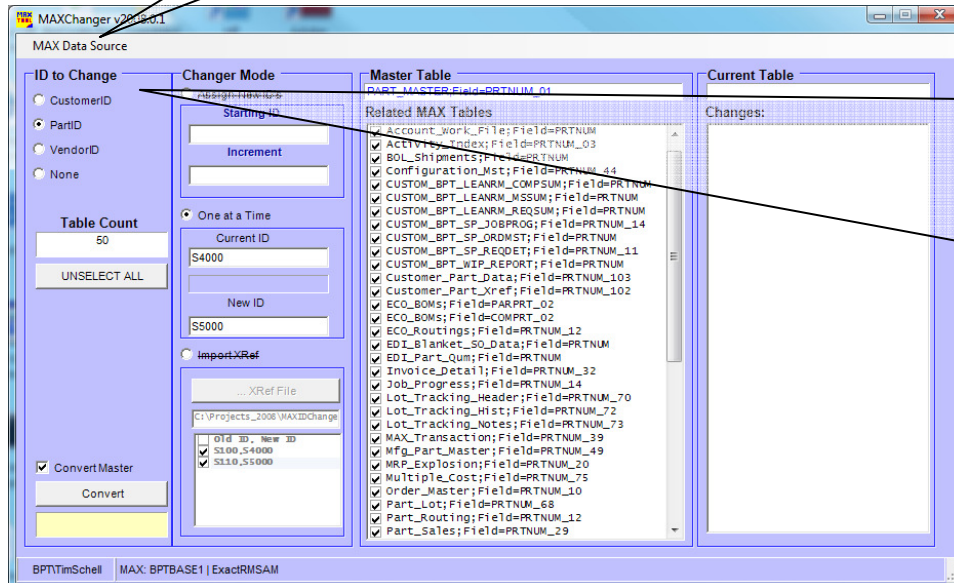 MAXChanger v2008.0.1
MAX Data Source
ID to Change
CustomerID
PartID
VendorID
None
Table Count
50
UNSELECT ALL
Convert Master
Convert
Changer Mode
Assign New ID's
Starting ID
Increment
One at a Time
Current ID
S4000
New ID
S5000
Import XRef
... XRef File
C:\Projects_2008\MAXIDChange
Old ID, New ID
S100,S4000
S110,S5000
Master Table
PART_MASTER;Field=PRTNUM_01
Related MAX Tables
Account_Work_File;Field=PRTNUM
Activity_Index;Field=PRTNUM_03
BOL_Shipments;Field=PRTNUM
Configuration_Mst;Field=PRTNUM_44
CUSTOM_BPT_LEANRM_COMPSUM;Field=PRTNUM
CUSTOM_BPT_LEANRM_MSSUM;Field=PRTNUM
CUSTOM_BPT_LEANRM_REQSUM;Field=PRTNUM
CUSTOM_BPT_SP_JOBPROG;Field=PRTNUM_14
CUSTOM_BPT_SP_ORDMST;Field=PRTNUM
CUSTOM_BPT_SP_REQDET;Field=PRTNUM_11
CUSTOM_BPT_WIP_REPORT;Field=PRTNUM
Customer_Part_Data;Field=PRTNUM_103
Customer_Part_Xref;Field=PRTNUM_102
ECO_BOMs;Field=PARPRT_02
ECO_BOMs;Field=COMPRT_02
ECO_Routings;Field=PRTNUM_12
EDI_Blanket_SO_Data;Field=PRTNUM
EDI_Part_Qum;Field=PRTNUM
Invoice_Detail;Field=PRTNUM_32
Job_Progress;Field=PRTNUM_14
Lot_Tracking_Header;Field=PRTNUM_70
Lot_Tracking_Hist;Field=PRTNUM_72
Lot_Tracking_Notes;Field=PRTNUM_73
MAX_Transaction;Field=PRTNUM_39
Mfg_Part_Master;Field=PRTNUM_49
MRP_Explosion;Field=PRTNUM_20
Multiple_Cost;Field=PRTNUM_75
Order_Master;Field=PRTNUM_10
Part_Lot;Field=PRTNUM_68
Part_Routing;Field=PRTNUM_12
Part_Sales;Field=PRTNUM_29
Current Table
Changes:
BPT\TimSchell MAX: BPTBASE1 | ExactRMSAM